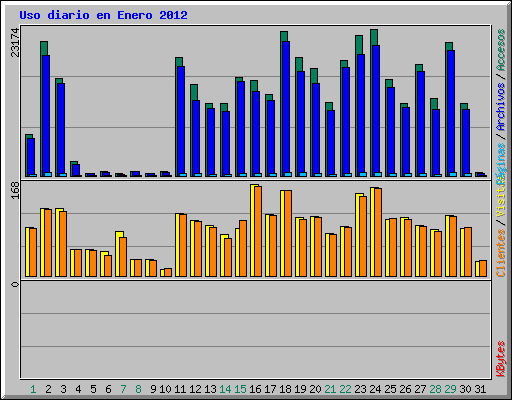 Uso diario en Enero 2012
23174
168
0
Clientes / Visitas
Páginas / Archivos / Accesos
KBytes
1 2 3 4 5 6 7 8 9 10 11 12 13 14 15 16 17 18 19 20 21 22 23 24 25 26 27 28 29 30 31